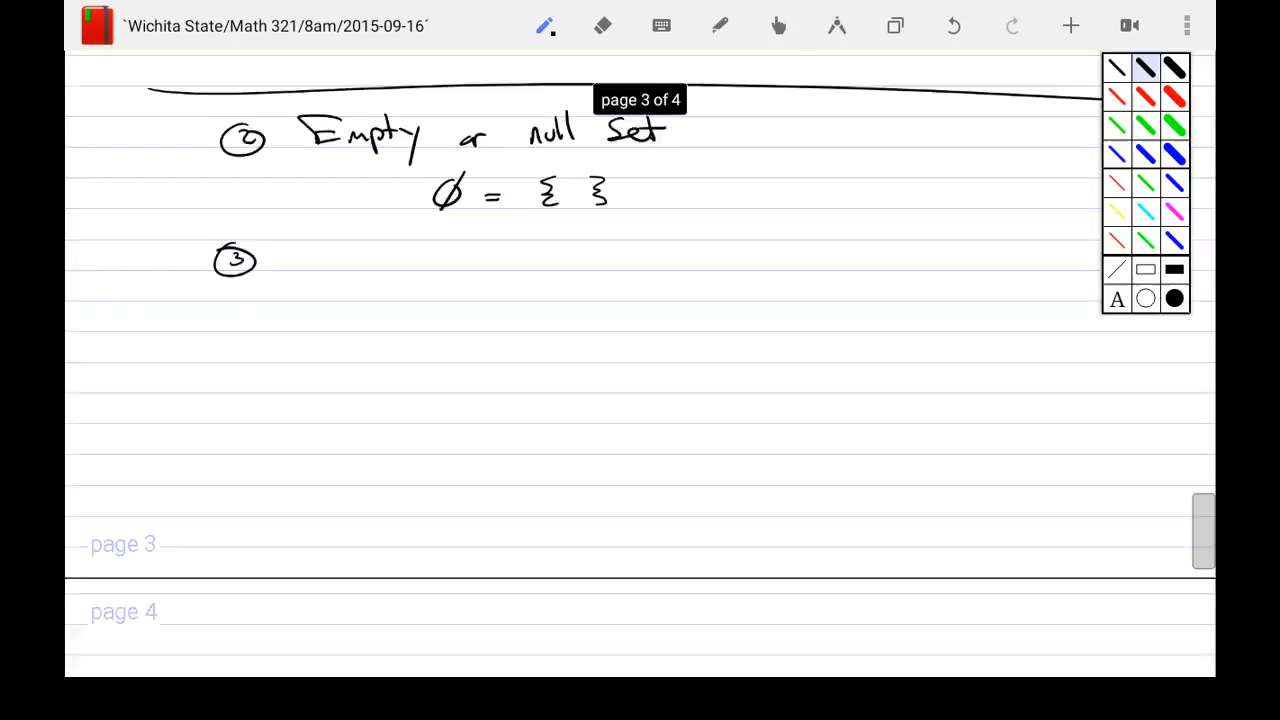 `Wichita State/Math 321/8am/2015-09-16´
page 3 of 4
② Empty or null Set
∅ = { }
③
A
page 3
page 4